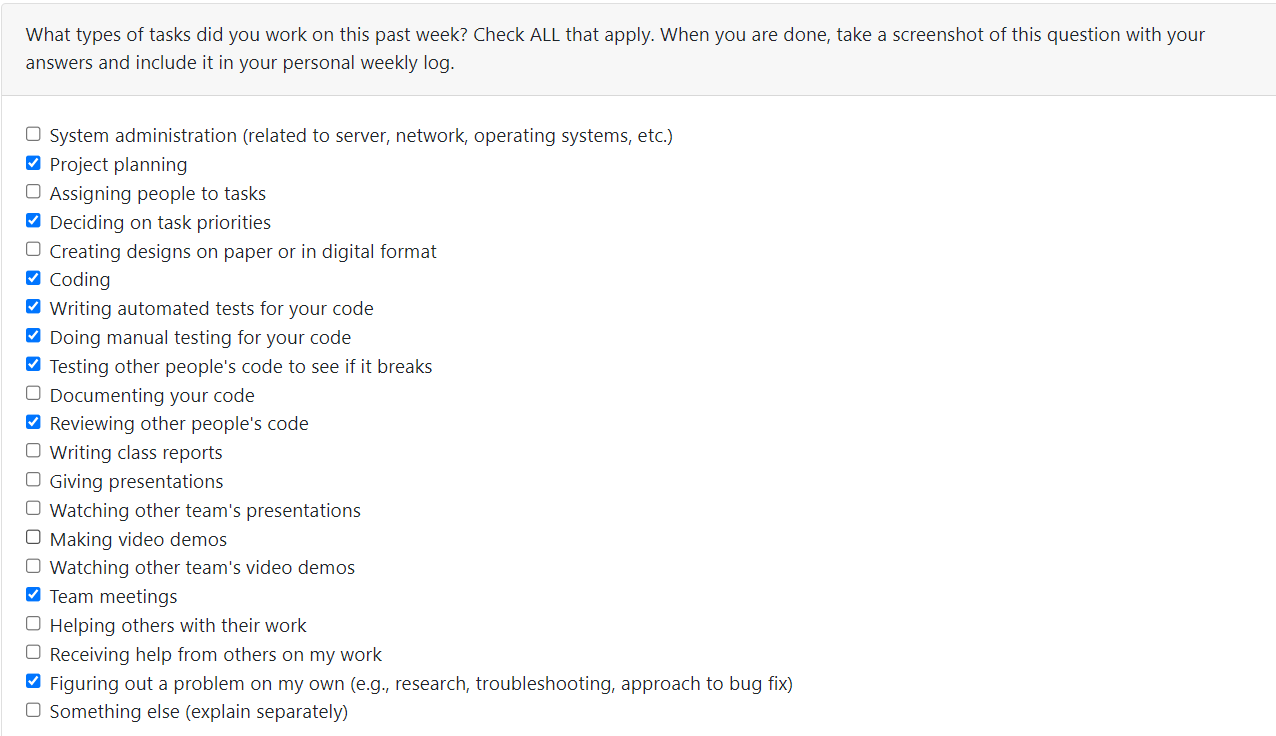 What types of tasks did you work on this past week? Check ALL that apply. When you are done, take a screenshot of this question with your
answers and include it in your personal weekly log.
System administration (related to server, network, operating systems, etc.)
Project planning
Assigning people to tasks
Deciding on task priorities
Creating designs on paper or in digital format
Coding
Writing automated tests for your code
Doing manual testing for your code
Testing other people's code to see if it breaks
Documenting your code
Reviewing other people's code
Writing class reports
Giving presentations
Watching other team's presentations
Making video demos
Watching other team's video demos
Team meetings
Helping others with their work
Receiving help from others on my work
Figuring out a problem on my own (e.g., research, troubleshooting, approach to bug fix)
Something else (explain separately)